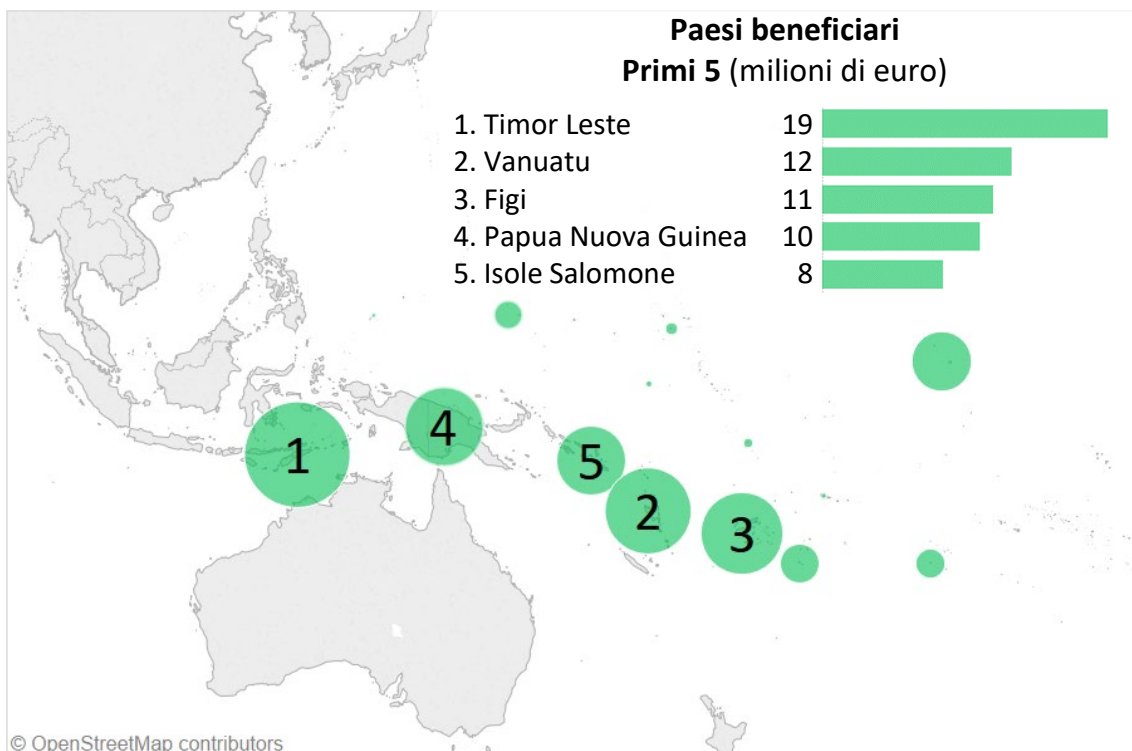 Paesi beneficiari
Primi 5 (milioni di euro)
1. Timor Leste 19
2. Vanuatu 12
3. Figi 11
4. Papua Nuova Guinea 10
5. Isole Salomone 8
4
1
5
2
3
© OpenStreetMap contributors